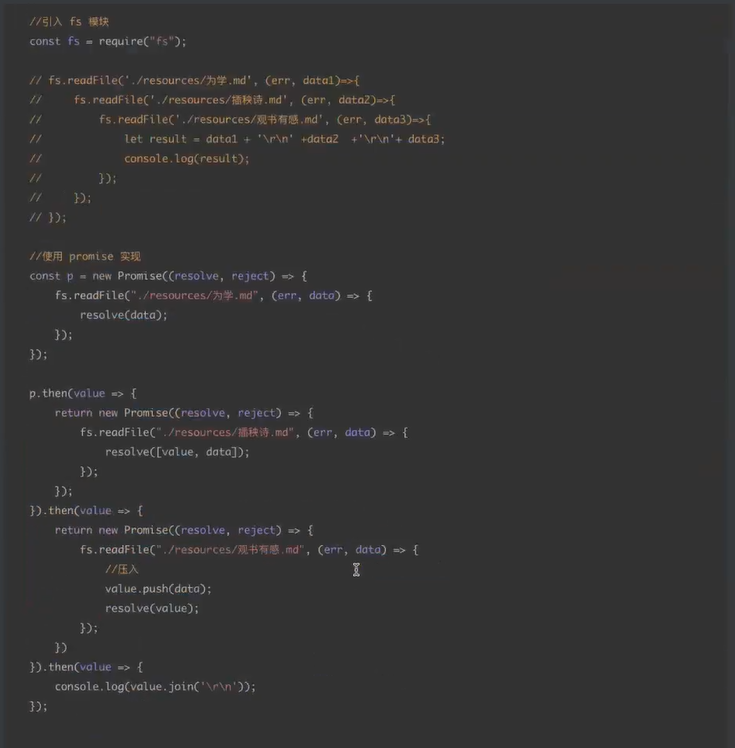 //引入 fs 模块
const fs = require("fs");
// fs.readFile('./resources/为学.md', (err, data1)=>{
//     fs.readFile('./resources/插秧诗.md', (err, data2)=>{
//         fs.readFile('./resources/观书有感.md', (err, data3)=>{
//             let result = data1 + '\r\n' +data2  +'\r\n'+ data3;
//             console.log(result);
//         });
//     });
// });
//使用 promise 实现
const p = new Promise((resolve, reject) => {
    fs.readFile("./resources/为学.md", (err, data) => {
        resolve(data);
    });
});
p.then(value => {
    return new Promise((resolve, reject) => {
        fs.readFile("./resources/插秧诗.md", (err, data) => {
            resolve([value, data]);
        });
    });
}).then(value => {
    return new Promise((resolve, reject) => {
        fs.readFile("./resources/观书有感.md", (err, data) => {
            //压入
            value.push(data);
            resolve(value);
        });
    })
}).then(value => {
    console.log(value.join('\r\n'));
});